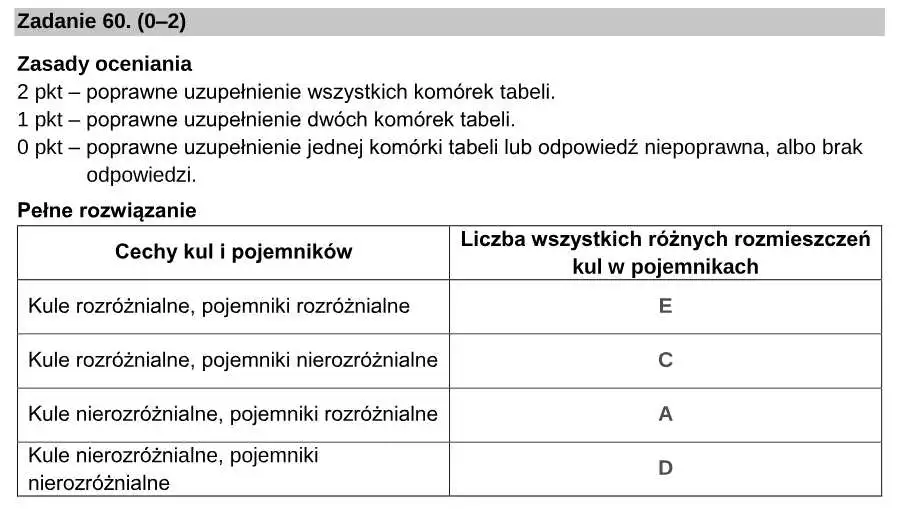 Zadanie 60. (0–2)
Zasady oceniania
2 pkt – poprawne uzupełnienie wszystkich komórek tabeli.
1 pkt – poprawne uzupełnienie dwóch komórek tabeli.
0 pkt – poprawne uzupełnienie jednej komórki tabeli lub odpowiedź niepoprawna, albo brak
odpowiedzi.
Pełne rozwiązanie
Cechy kul i pojemników
Liczba wszystkich różnych rozmieszczeń
kul w pojemnikach
Kule rozróżnialne, pojemniki rozróżnialne
E
Kule rozróżnialne, pojemniki nierozróżnialne
C
Kule nierozróżnialne, pojemniki rozróżnialne
A
Kule nierozróżnialne, pojemniki
nierozróżnialne
D